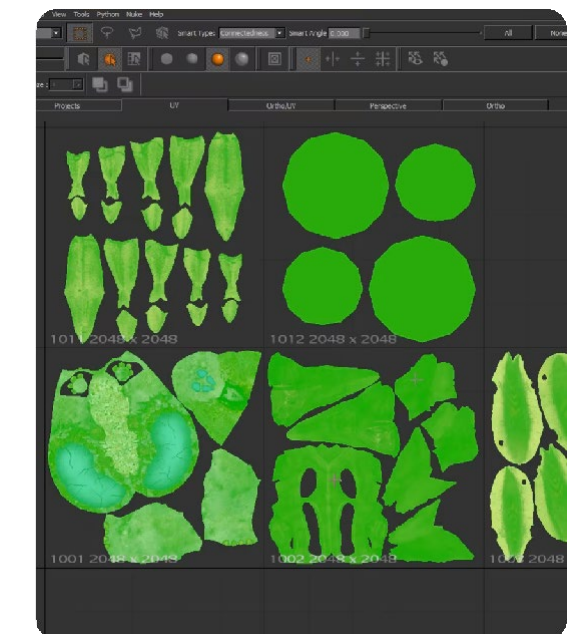 View Tools Python Nuke Help
Smart Type: Connectedness Smart Angle 0.000 All None
Projects UV Ortho/UV Perspective Ortho
1011 2048 x 2048 1012 2048 x 2048
1001 2048 x 2048 1002 2048 x 2048 2048